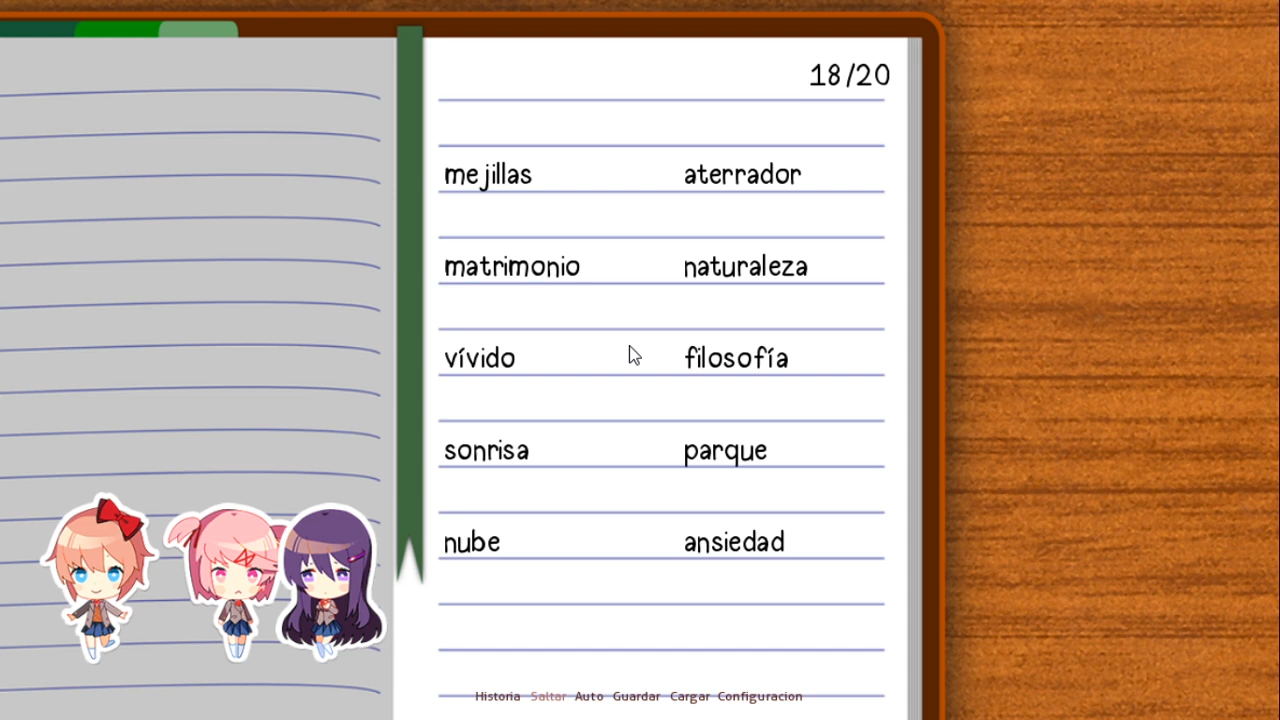 18/20
mejillas aterrador
matrimonio naturaleza
vívido filosofía
sonrisa parque
nube ansiedad
Historia Saltar Auto Guardar Cargar Configuracion